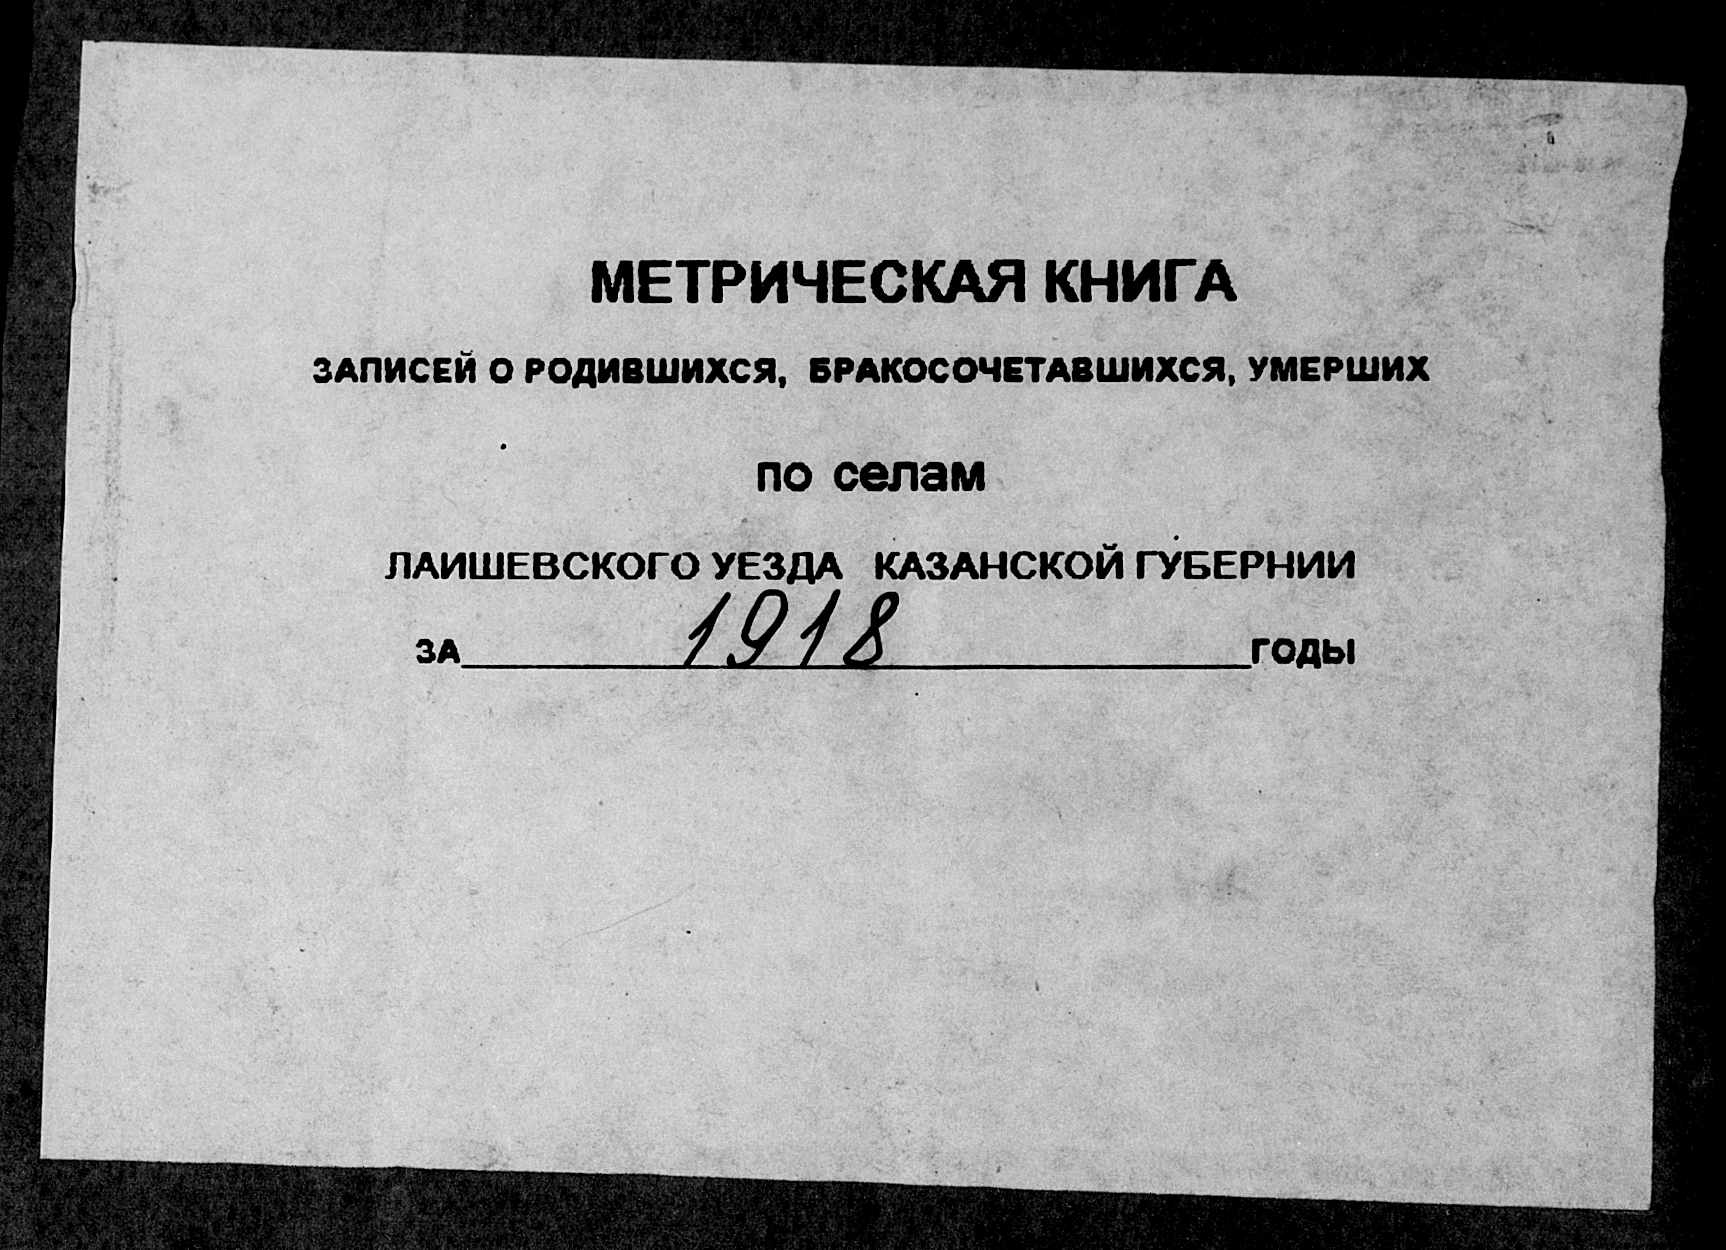 МЕТРИЧЕСКАЯ КНИГА
ЗАПИСЕЙ О РОДИВШИХСЯ, БРАКОСОЧЕТАВШИХСЯ, УМЕРШИХ
по селам
ЛАИШЕВСКОГО УЕЗДА КАЗАНСКОЙ ГУБЕРНИИ
ЗА 1918 ГОДЫ